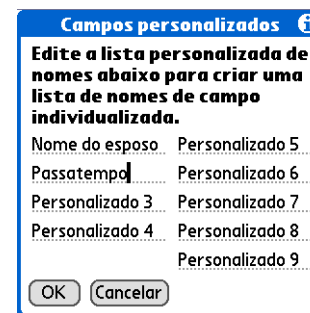 Campos personalizados i
Edite a lista personalizada de
nomes abaixo para criar uma
lista de nomes de campo
individualizada.
Nome do esposo Personalizado 5
Passatempo Personalizado 6
Personalizado 3 Personalizado 7
Personalizado 4 Personalizado 8
Personalizado 9
OK Cancelar